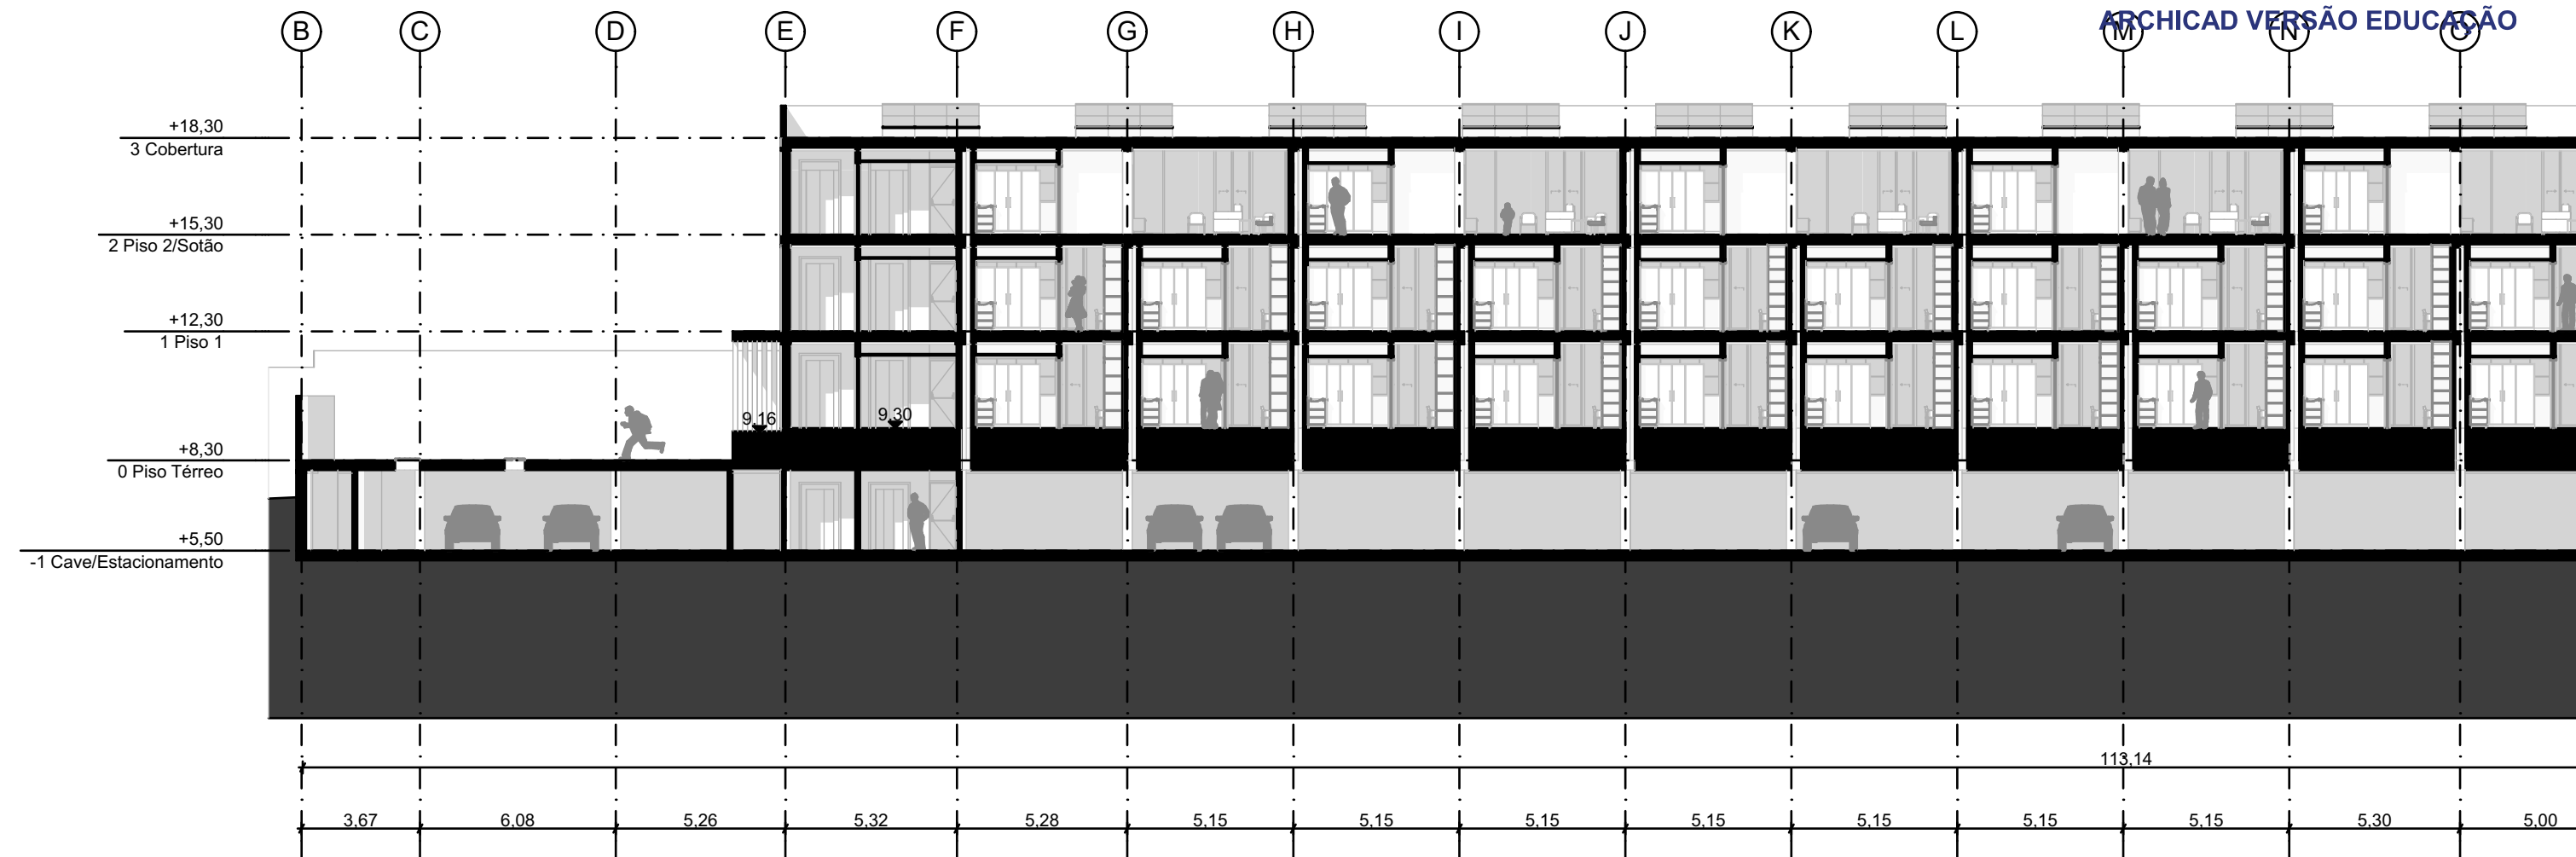 B C D E F G H I J K L M N O
ARCHICAD VERSÃO EDUCAÇÃO
+18,30
3 Cobertura
+15,30
2 Piso 2/Sotão
+12,30
1 Piso 1
9,16
9,30
+8,30
0 Piso Térreo
+5,50
-1 Cave/Estacionamento
113,14
3,67 6,08 5,26 5,32 5,28 5,15 5,15 5,15 5,15 5,15 5,15 5,15 5,30 5,00